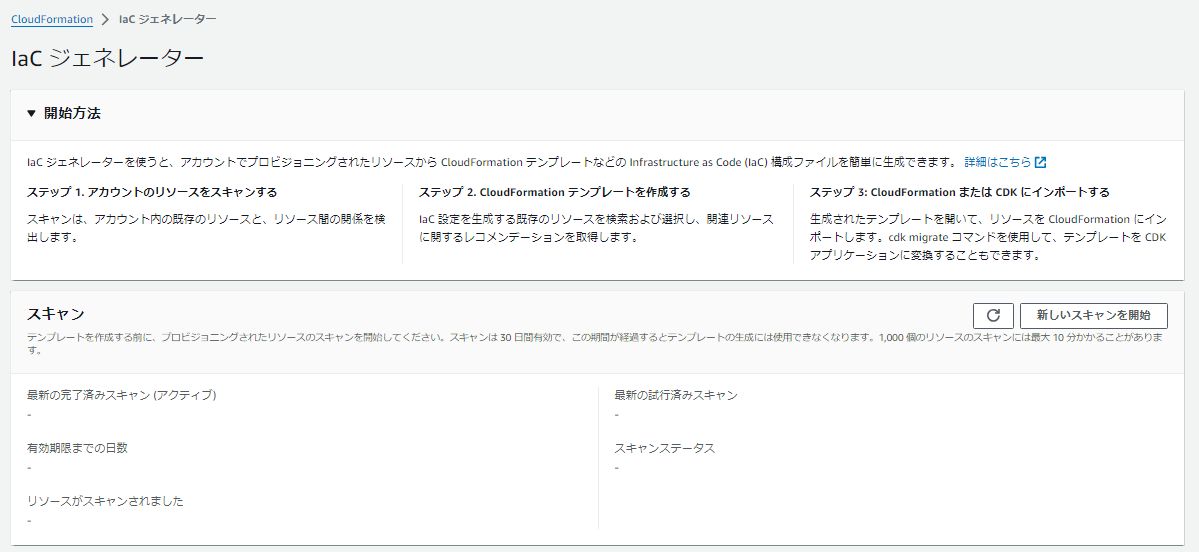 CloudFormation > IaC ジェネレーター
IaC ジェネレーター
▼ 開始方法
IaC ジェネレーターを使うと、アカウントでプロビジョニングされたリソースから CloudFormation テンプレートなどの Infrastructure as Code (IaC) 構成ファイルを簡単に生成できます。 詳細はこちら
ステップ 1. アカウントのリソースをスキャンする
スキャンは、アカウント内の既存のリソースと、リソース間の関係を検
出します。
ステップ 2. CloudFormation テンプレートを作成する
IaC 設定を生成する既存のリソースを検索および選択し、関連リソース
に関するレコメンデーションを取得します。
ステップ 3: CloudFormation または CDK にインポートする
生成されたテンプレートを開いて、リソースを CloudFormation にイン
ポートします。cdk migrate コマンドを使用して、テンプレートを CDK
アプリケーションに変換することもできます。
スキャン
新しいスキャンを開始
テンプレートを作成する前に、プロビジョニングされたリソースのスキャンを開始してください。スキャンは 30 日間有効で、この期間が経過するとテンプレートの生成には使用できなくなります。1,000 個のリソースのスキャンには最大 10 分かかることがありま
す。
最新の完了済みスキャン (アクティブ)
-
有効期限までの日数
-
リソースがスキャンされました
-
最新の試行済みスキャン
-
スキャンステータス
-